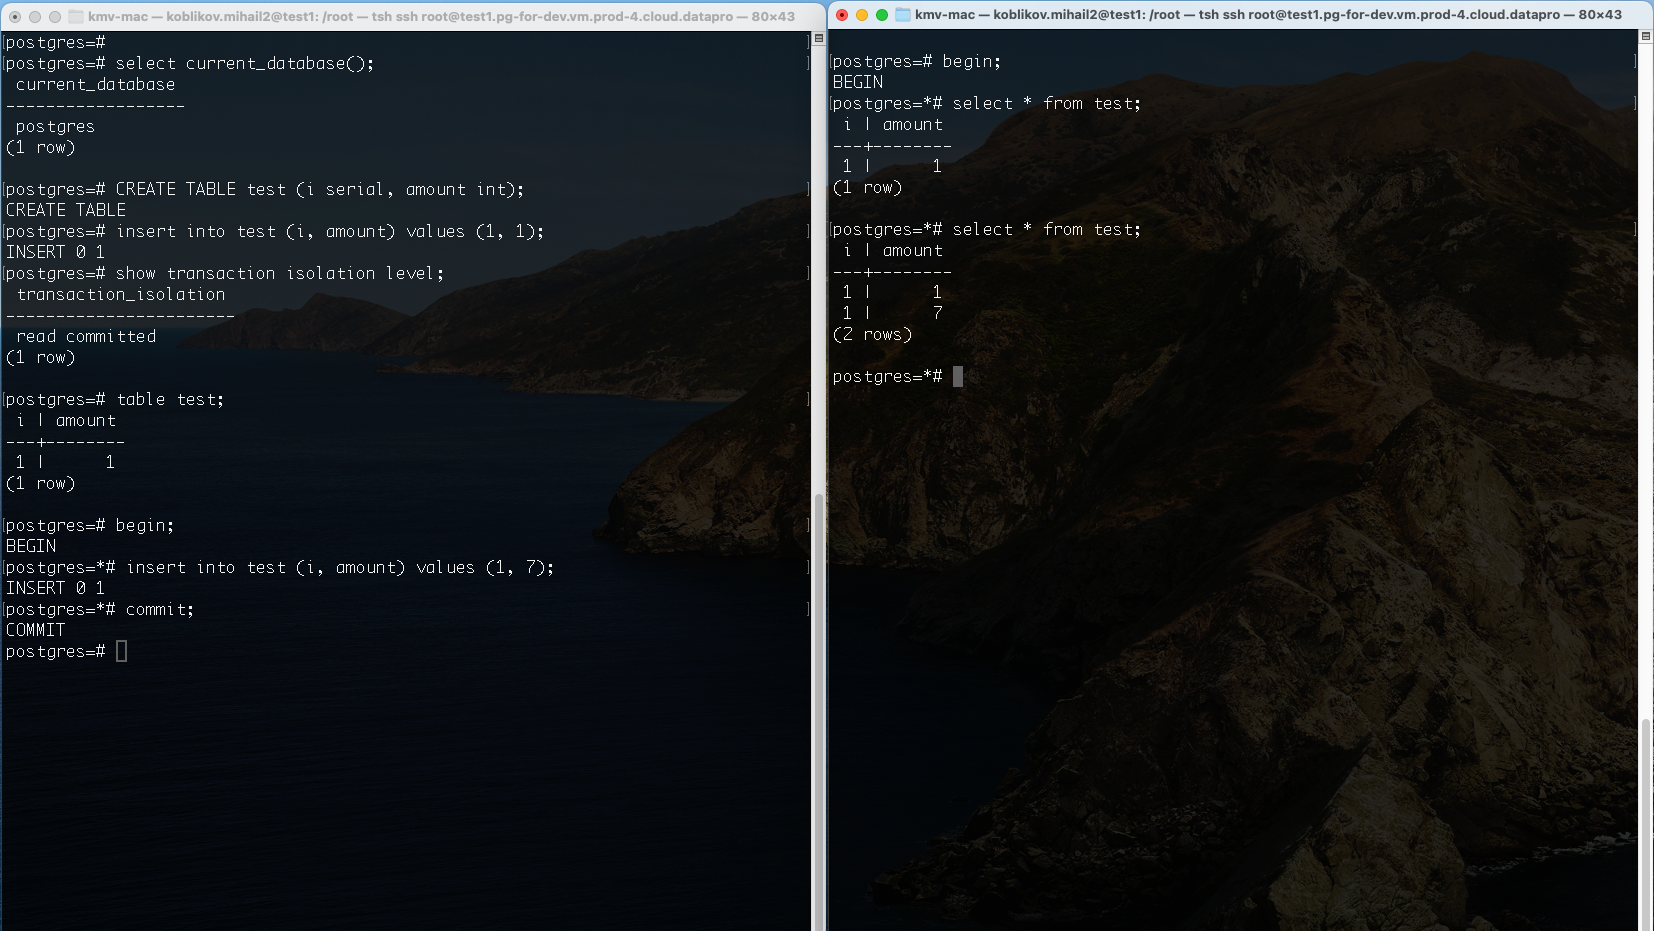 kmv-mac — koblikov.mihail2@test1: /root — tsh ssh root@test1.pg-for-dev.vm.prod-4.cloud.datapro — 80×43
postgres=#
postgres=# select current_database();
 current_database
------------------
 postgres
(1 row)
postgres=# CREATE TABLE test (i serial, amount int);
CREATE TABLE
postgres=# insert into test (i, amount) values (1, 1);
INSERT 0 1
postgres=# show transaction isolation level;
 transaction_isolation
-----------------------
 read committed
(1 row)
postgres=# table test;
 i | amount
---+--------
 1 |      1
(1 row)
postgres=# begin;
BEGIN
postgres=*# insert into test (i, amount) values (1, 7);
INSERT 0 1
postgres=*# commit;
COMMIT
postgres=#
kmv-mac — koblikov.mihail2@test1: /root — tsh ssh root@test1.pg-for-dev.vm.prod-4.cloud.datapro — 80×43
postgres=# begin;
BEGIN
postgres=*# select * from test;
 i | amount
---+--------
 1 |      1
(1 row)
postgres=*# select * from test;
 i | amount
---+--------
 1 |      1
 1 |      7
(2 rows)
postgres=*#